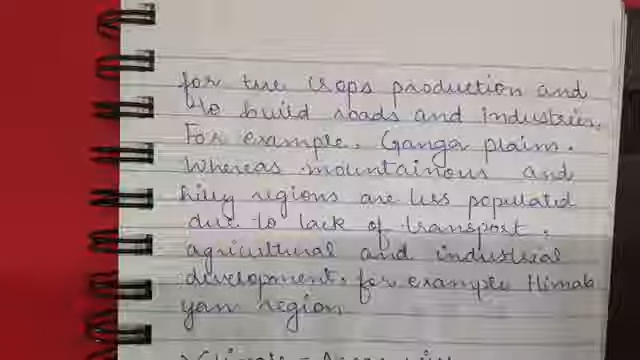 for the crops production and
to build roads and industries.
For example. Ganga plain.
Whereas mountainous and
hilly regions are less populated
due to lack of transport,
agricultural and industrial
development. for example Himala
yan region